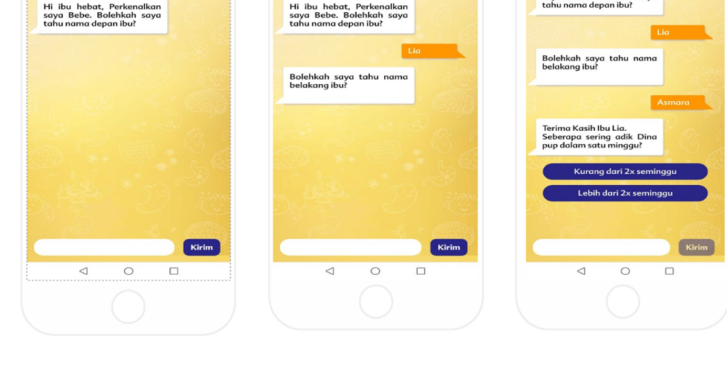 Hi ibu hebat, Perkenalkan
saya Bebe. Bolehkah saya
tahu nama depan ibu?
Kirim
Hi ibu hebat, Perkenalkan
saya Bebe. Bolehkah saya
tahu nama depan ibu?
Lia
Bolehkah saya tahu nama
belakang ibu?
Kirim
tahu nama depan ibu?
Lia
Bolehkah saya tahu nama
belakang ibu?
Asmara
Terima Kasih Ibu Lia.
Seberapa sering adik Dina
pup dalam satu minggu?
Kurang dari 2x seminggu
Lebih dari 2x seminggu
Kirim